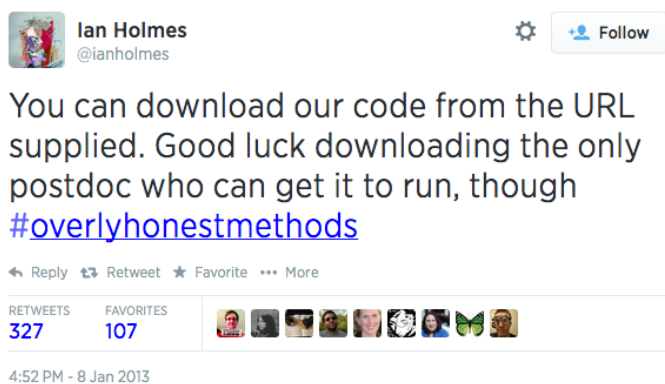 Ian Holmes
@ianholmes
Follow
You can download our code from the URL
supplied. Good luck downloading the only
postdoc who can get it to run, though
#overlyhonestmethods
Reply Retweet Favorite More
RETWEETS FAVORITES
327 107
4:52 PM - 8 Jan 2013